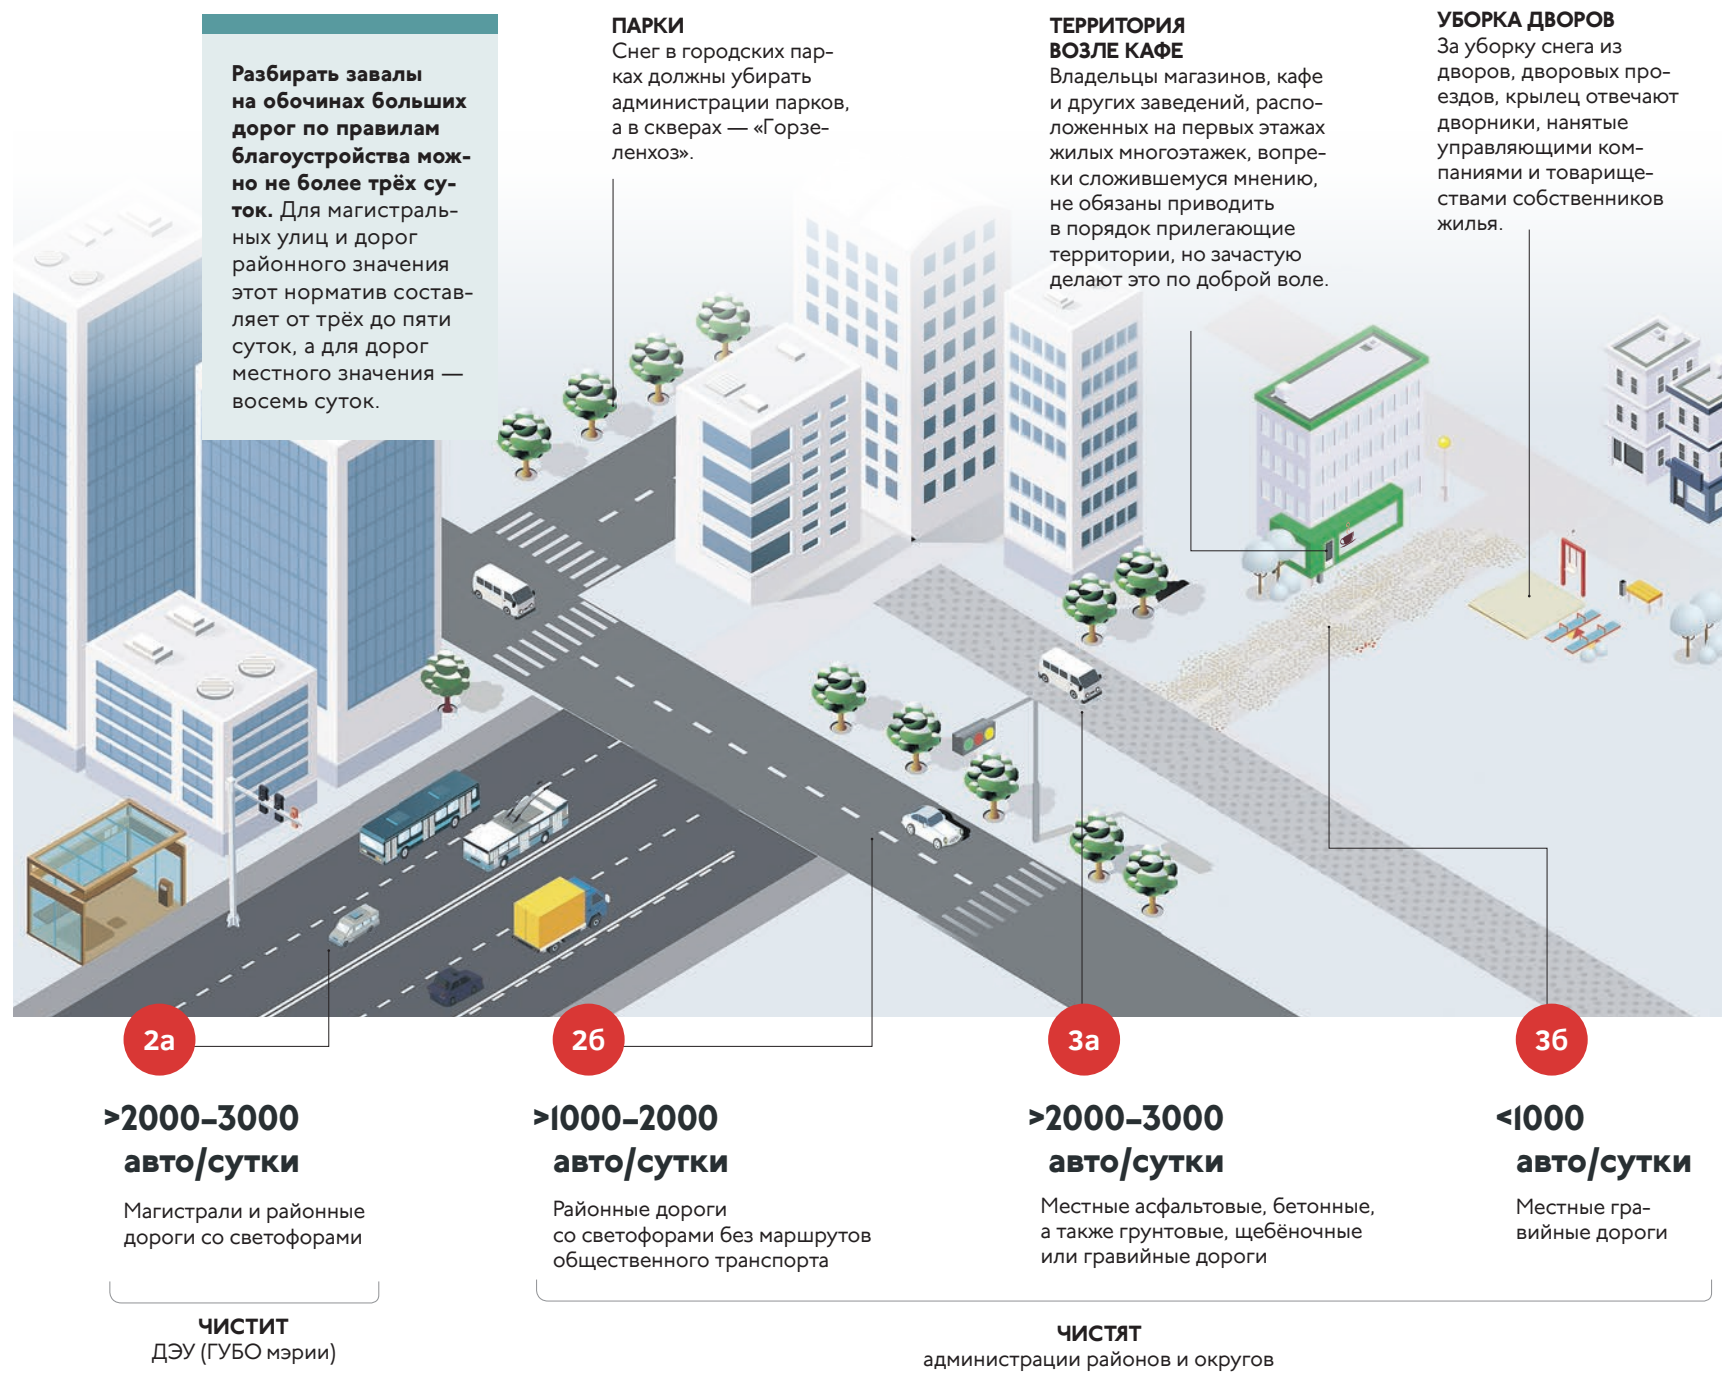 Разбирать завалы
на обочинах больших
дорог по правилам
благоустройства мож-
но не более трёх су-
ток. Для магистраль-
ных улиц и дорог
районного значения
этот норматив состав-
ляет от трёх до пяти
суток, а для дорог
местного значения —
восемь суток.
ПАРКИ
Снег в городских пар-
ках должны убирать
администрации парков,
а в скверах — «Горзе-
ленхоз».
ТЕРРИТОРИЯ
ВОЗЛЕ КАФЕ
Владельцы магазинов, кафе
и других заведений, распо-
ложенных на первых этажах
жилых многоэтажек, вопре-
ки сложившемуся мнению,
не обязаны приводить
в порядок прилегающие
территории, но зачастую
делают это по доброй воле.
УБОРКА ДВОРОВ
За уборку снега из
дворов, дворовых про-
ездов, крылец отвечают
дворники, нанятые
управляющими ком-
паниями и товарище-
ствами собственников
жилья.
2а
>2000–3000
авто/сутки
Магистрали и районные
дороги со светофорами
2б
>1000–2000
авто/сутки
Районные дороги
со светофорами без маршрутов
общественного транспорта
3а
>2000–3000
авто/сутки
Местные асфальтовые, бетонные,
а также грунтовые, щебёночные
или гравийные дороги
3б
<1000
авто/сутки
Местные гра-
вийные дороги
ЧИСТИТ
ДЭУ (ГУБО мэрии)
ЧИСТЯТ
администрации районов и округов